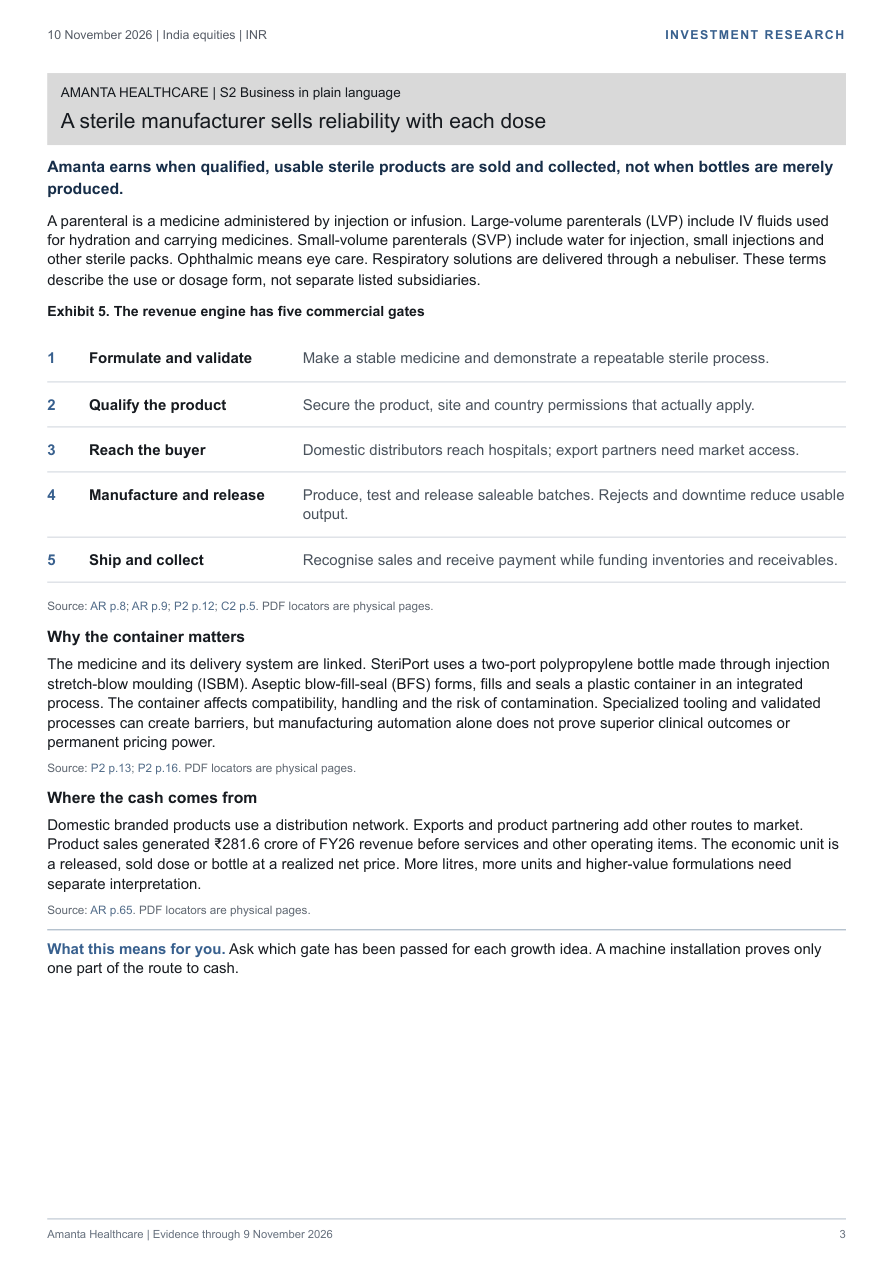 10 November 2026 | India equities | INR
INVESTMENT RESEARCH
AMANTA HEALTHCARE | S2 Business in plain language
A sterile manufacturer sells reliability with each dose
Amanta earns when qualified, usable sterile products are sold and collected, not when bottles are merely
produced.
A parenteral is a medicine administered by injection or infusion. Large-volume parenterals (LVP) include IV fluids used
for hydration and carrying medicines. Small-volume parenterals (SVP) include water for injection, small injections and
other sterile packs. Ophthalmic means eye care. Respiratory solutions are delivered through a nebuliser. These terms
describe the use or dosage form, not separate listed subsidiaries.
Exhibit 5. The revenue engine has five commercial gates
1 Formulate and validate Make a stable medicine and demonstrate a repeatable sterile process.
2 Qualify the product Secure the product, site and country permissions that actually apply.
3 Reach the buyer Domestic distributors reach hospitals; export partners need market access.
4 Manufacture and release Produce, test and release saleable batches. Rejects and downtime reduce usable
output.
5 Ship and collect Recognise sales and receive payment while funding inventories and receivables.
Source: AR p.8; AR p.9; P2 p.12; C2 p.5. PDF locators are physical pages.
Why the container matters
The medicine and its delivery system are linked. SteriPort uses a two-port polypropylene bottle made through injection
stretch-blow moulding (ISBM). Aseptic blow-fill-seal (BFS) forms, fills and seals a plastic container in an integrated
process. The container affects compatibility, handling and the risk of contamination. Specialized tooling and validated
processes can create barriers, but manufacturing automation alone does not prove superior clinical outcomes or
permanent pricing power.
Source: P2 p.13; P2 p.16. PDF locators are physical pages.
Where the cash comes from
Domestic branded products use a distribution network. Exports and product partnering add other routes to market.
Product sales generated ₹281.6 crore of FY26 revenue before services and other operating items. The economic unit is
a released, sold dose or bottle at a realized net price. More litres, more units and higher-value formulations need
separate interpretation.
Source: AR p.65. PDF locators are physical pages.
What this means for you. Ask which gate has been passed for each growth idea. A machine installation proves only
one part of the route to cash.
Amanta Healthcare | Evidence through 9 November 2026
3